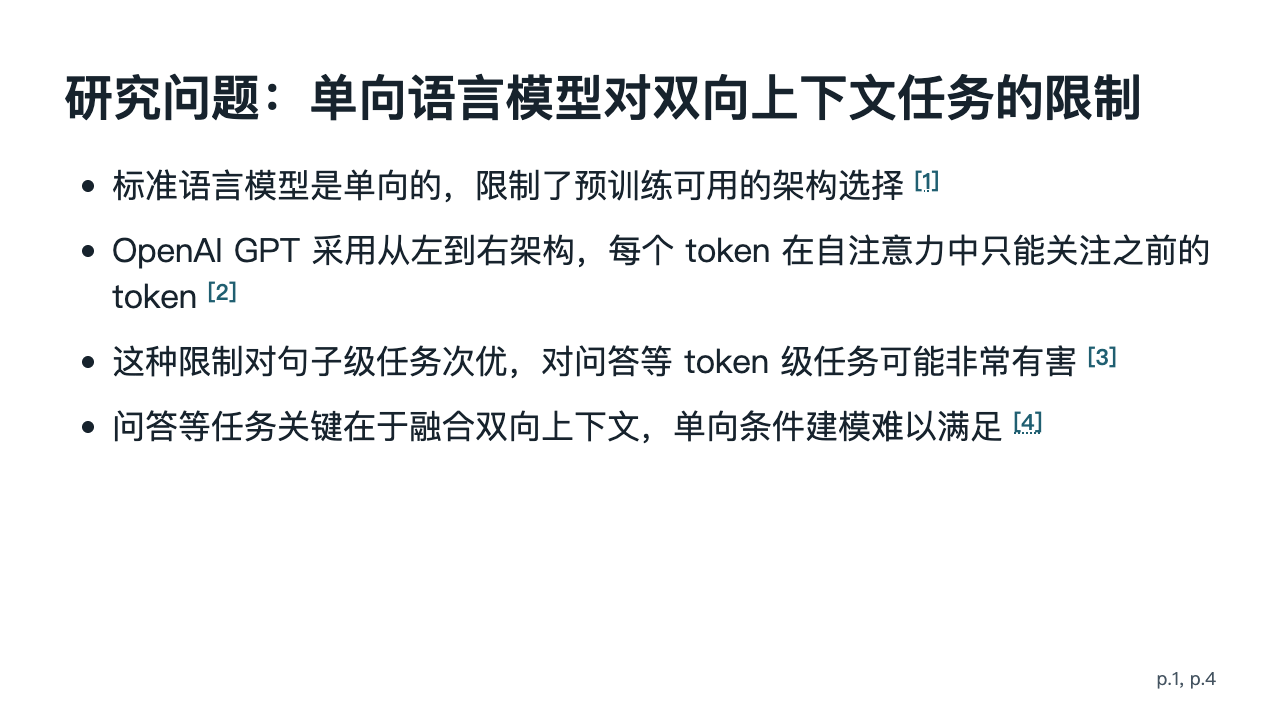 研究问题：单向语言模型对双向上下文任务的限制
• 标准语言模型是单向的，限制了预训练可用的架构选择 [1]
• OpenAI GPT 采用从左到右架构，每个 token 在自注意力中只能关注之前的
token [2]
• 这种限制对句子级任务次优，对问答等 token 级任务可能非常有害 [3]
• 问答等任务关键在于融合双向上下文，单向条件建模难以满足 [4]
p.1, p.4